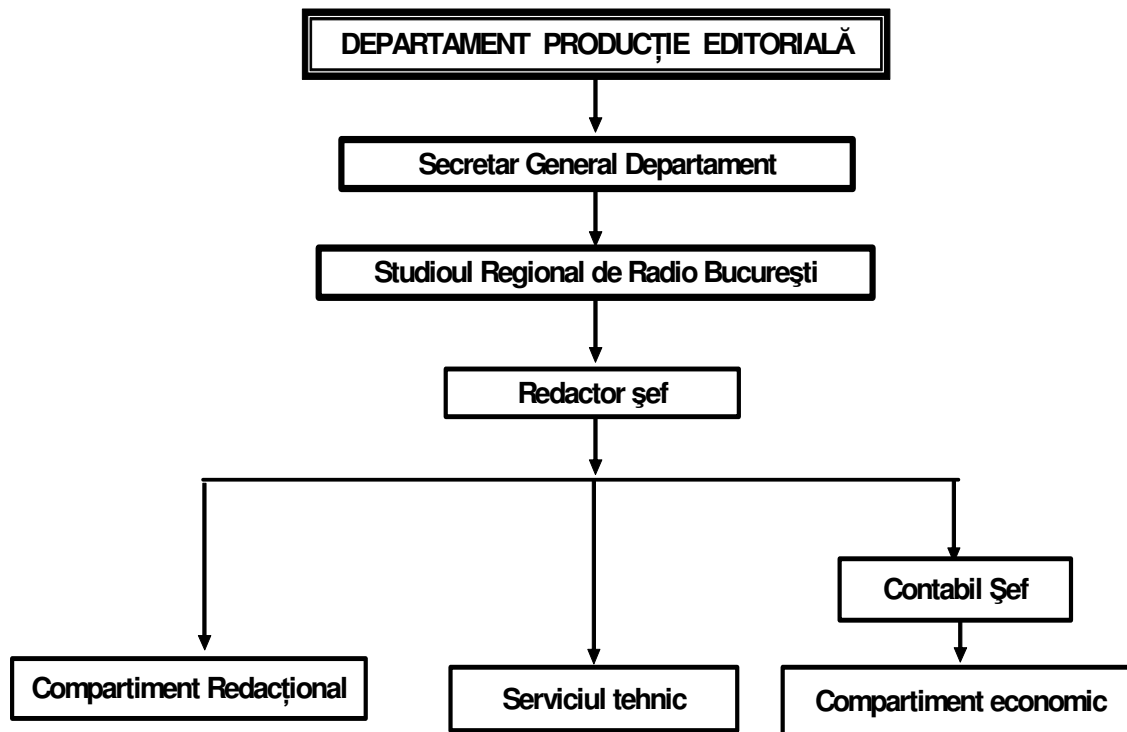 DEPARTAMENT PRODUCȚIE EDITORIALĂ
Secretar General Departament
Studioul Regional de Radio Bucureşti
Redactor şef
Contabil Şef
Compartiment Redacțional
Serviciul tehnic
Compartiment economic